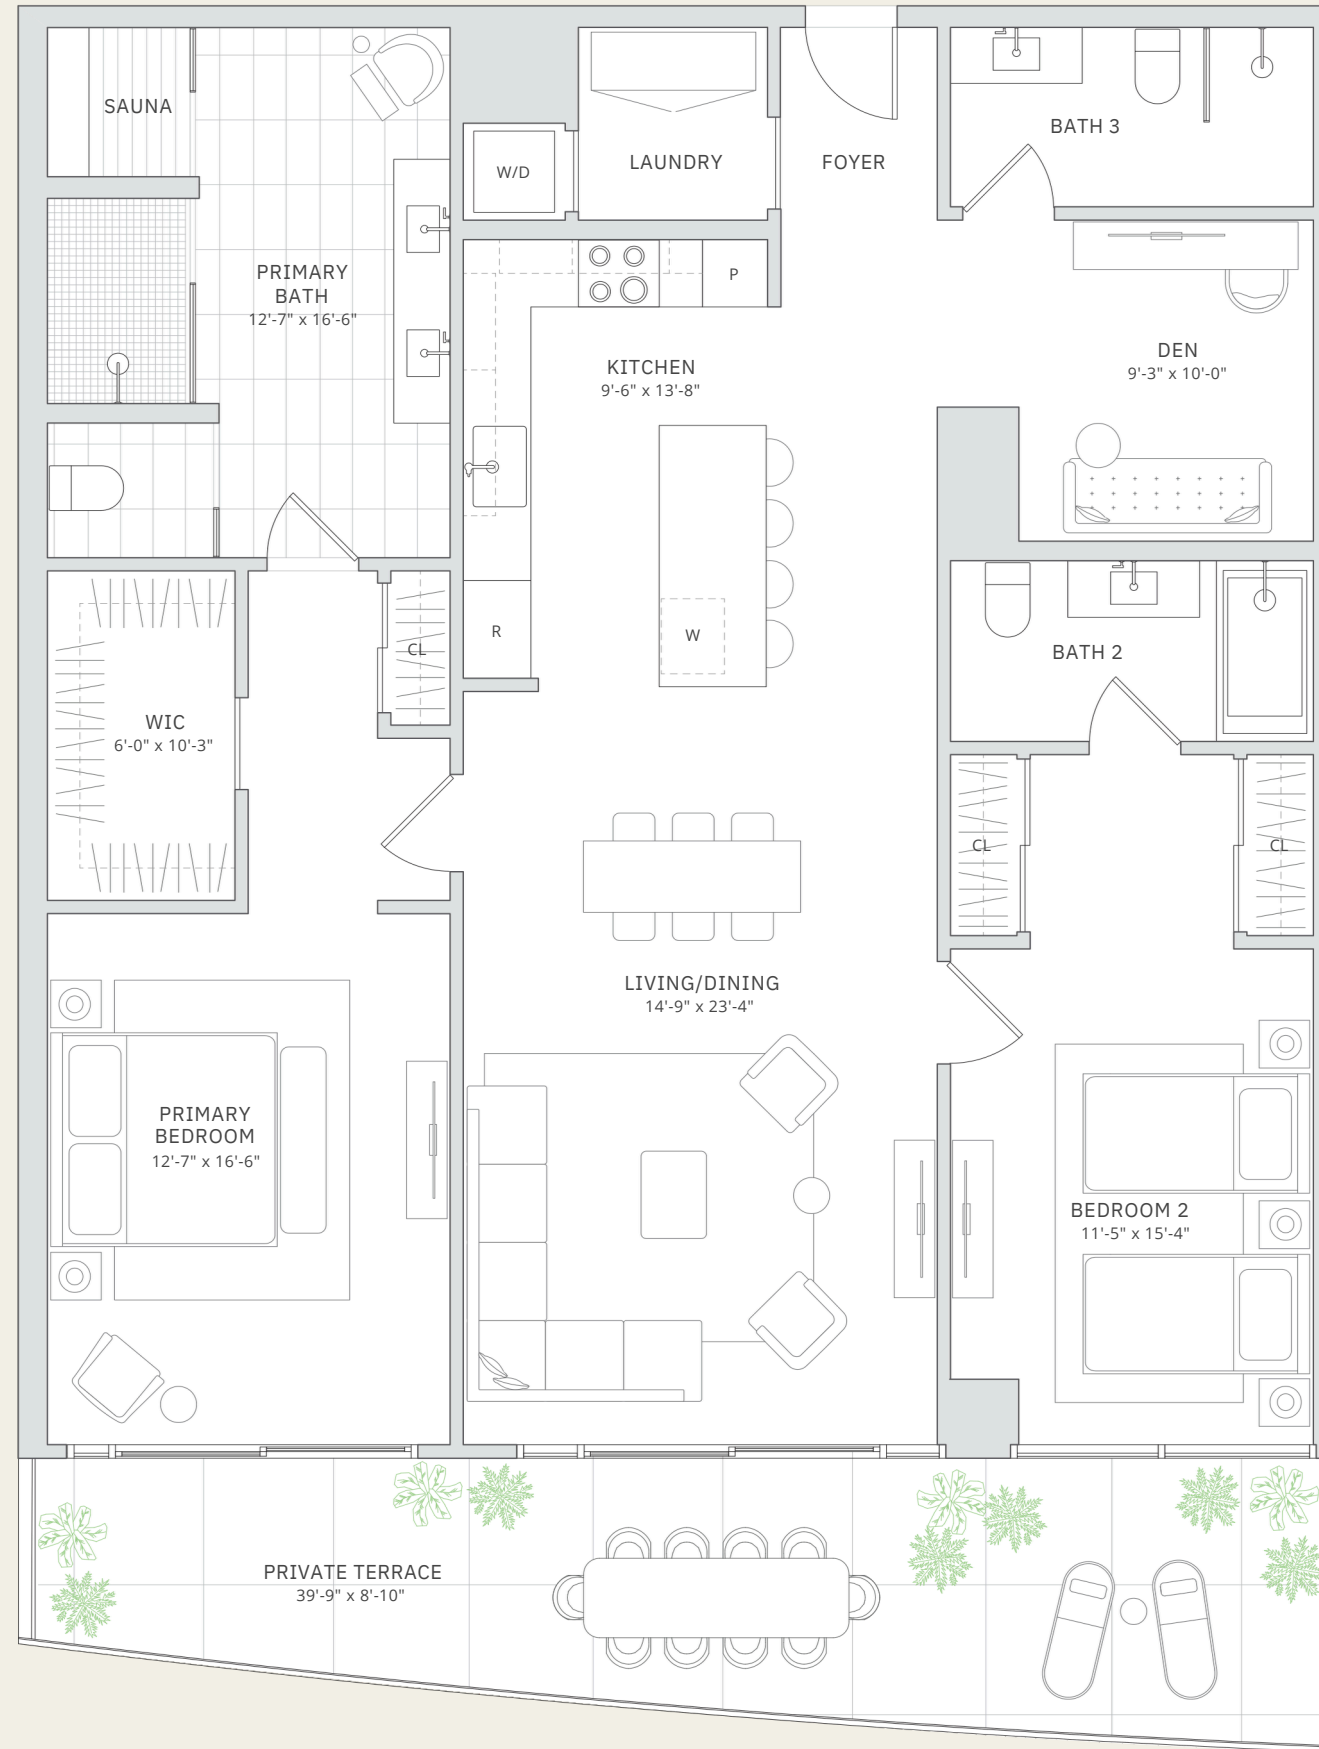 SAUNA
BATH 3
W/D
LAUNDRY
FOYER
PRIMARY
BATH
12'-7" x 16'-6"
P
KITCHEN
9'-6" x 13'-8"
DEN
9'-3" x 10'-0"
R
W
CL
BATH 2
WIC
6'-0" x 10'-3"
CL
CL
LIVING/DINING
14'-9" x 23'-4"
PRIMARY
BEDROOM
12'-7" x 16'-6"
BEDROOM 2
11'-5" x 15'-4"
PRIVATE TERRACE
39'-9" x 8'-10"